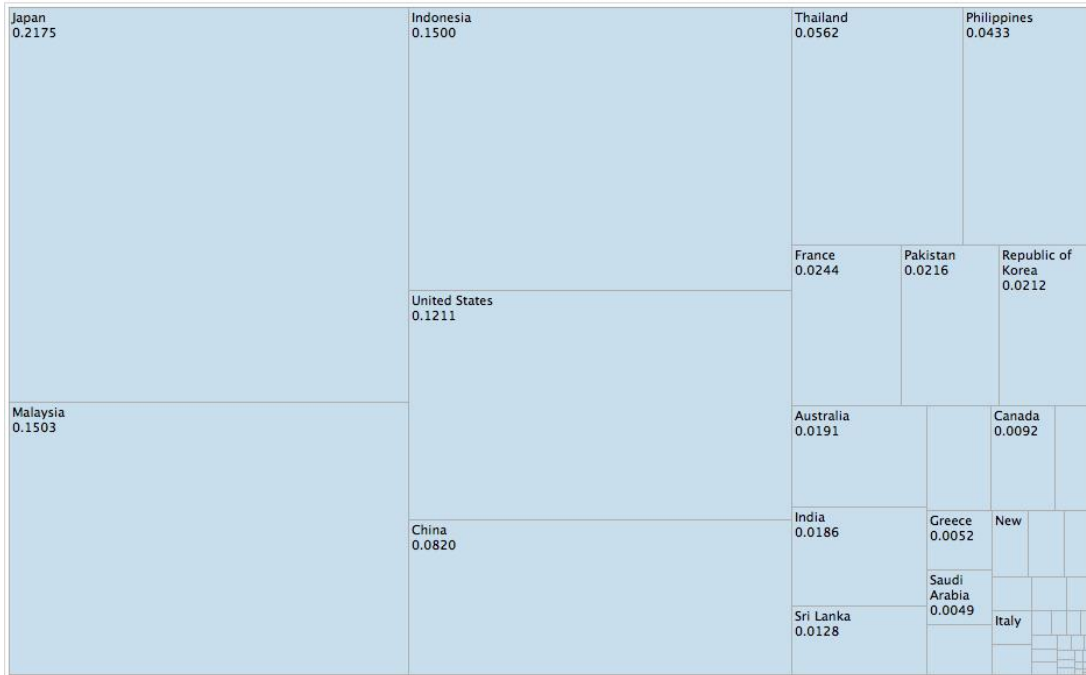 Japan
0.2175
Malaysia
0.1503
Indonesia
0.1500
United States
0.1211
China
0.0820
Thailand
0.0562
Philippines
0.0433
France
0.0244
Pakistan
0.0216
Republic of
Korea
0.0212
Australia
0.0191
India
0.0186
Sri Lanka
0.0128
Canada
0.0092
Greece
0.0052
Saudi
Arabia
0.0049
New
Italy